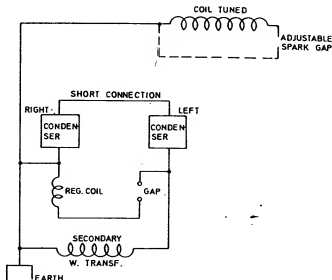 COIL TUNED
ADJUSTABLE
SPARK GAP
SHORT CONNECTION
RIGHT
LEFT
CONDEN-
SER
CONDEN-
SER
REG. COIL
GAP
SECONDARY
W. TRANSF.
EARTH